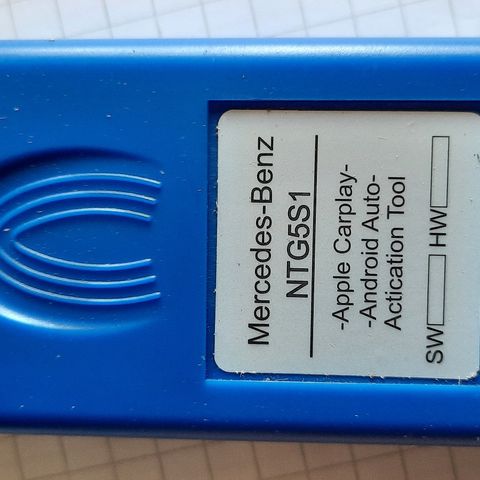 Mercedes-Benz
NTG5S1
-Apple Carplay-
-Android Auto-
Actication Tool
SW HW